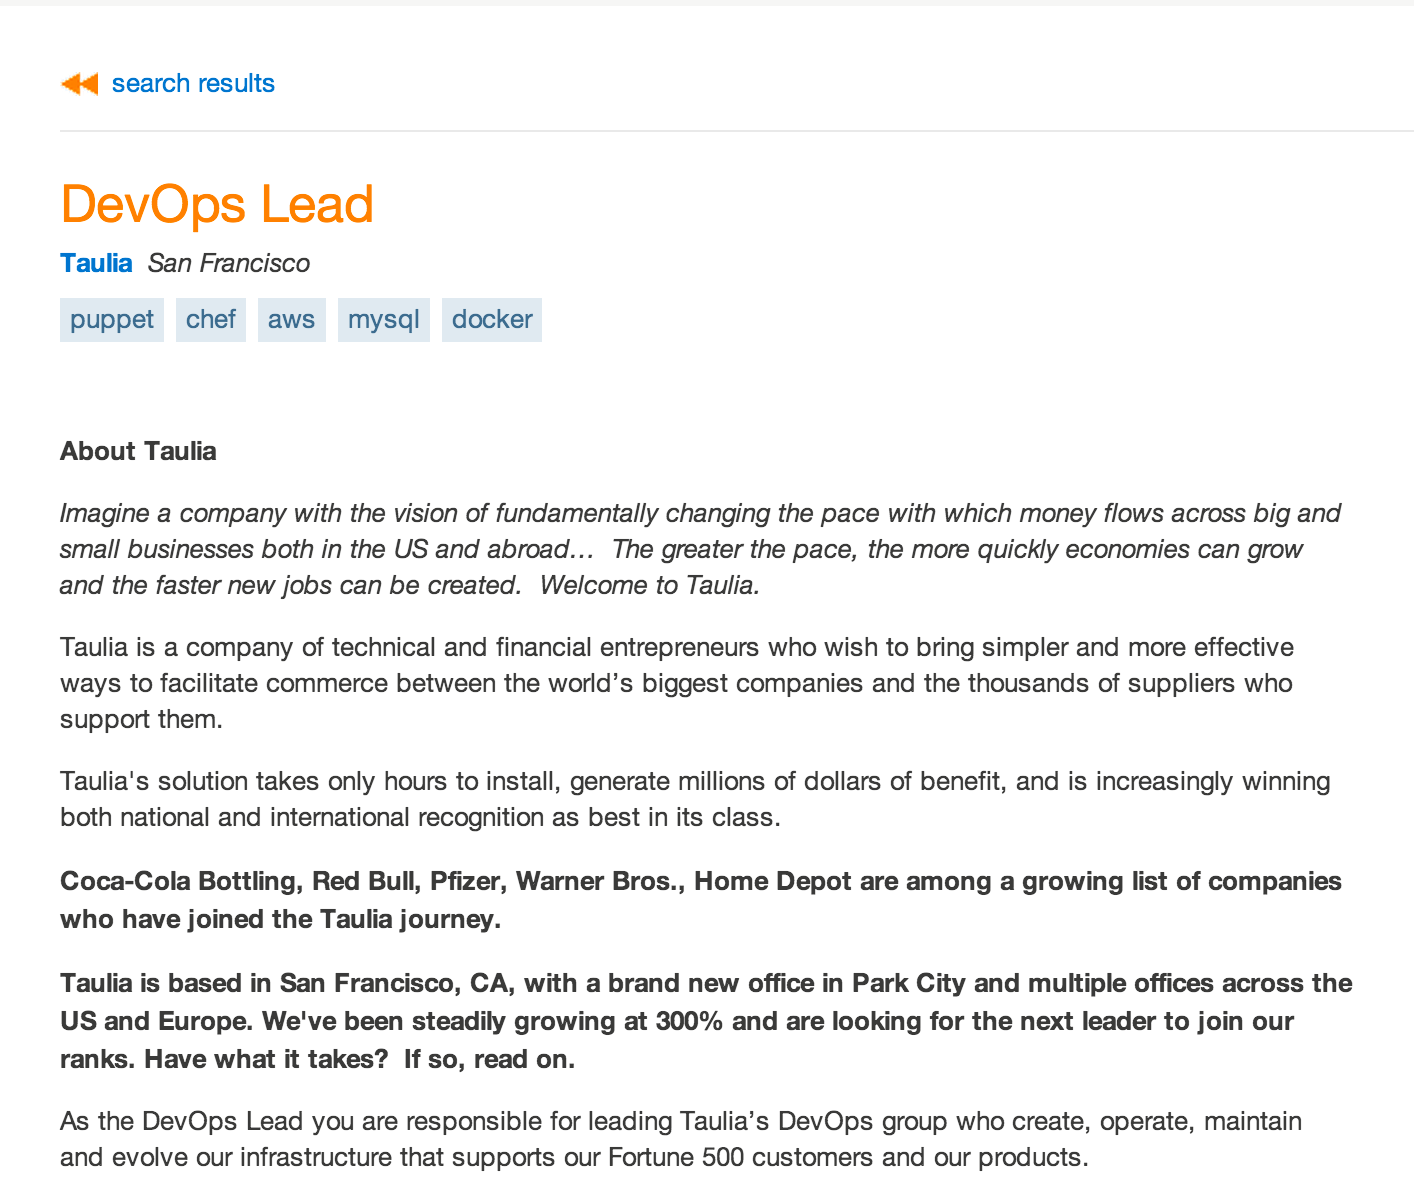 search results
DevOps Lead
Taulia San Francisco
puppet chef aws mysql docker
About Taulia
Imagine a company with the vision of fundamentally changing the pace with which money flows across big and
small businesses both in the US and abroad…  The greater the pace, the more quickly economies can grow
and the faster new jobs can be created.  Welcome to Taulia.
Taulia is a company of technical and financial entrepreneurs who wish to bring simpler and more effective
ways to facilitate commerce between the world’s biggest companies and the thousands of suppliers who
support them.
Taulia's solution takes only hours to install, generate millions of dollars of benefit, and is increasingly winning
both national and international recognition as best in its class.
Coca-Cola Bottling, Red Bull, Pfizer, Warner Bros., Home Depot are among a growing list of companies
who have joined the Taulia journey.
Taulia is based in San Francisco, CA, with a brand new office in Park City and multiple offices across the
US and Europe. We've been steadily growing at 300% and are looking for the next leader to join our
ranks. Have what it takes?  If so, read on.
As the DevOps Lead you are responsible for leading Taulia’s DevOps group who create, operate, maintain
and evolve our infrastructure that supports our Fortune 500 customers and our products.